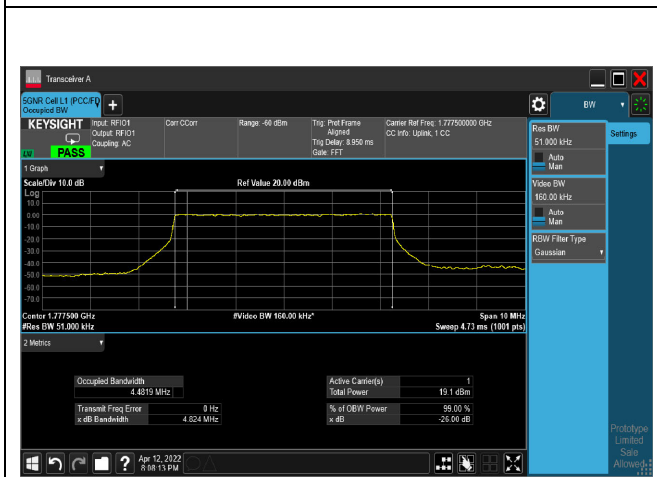 Transceiver A
5GNR Cell L1 (PCC/FD
Occupied BW
BW
KEYSIGHT
Input: RFIO1
Output: RFIO1
Coupling: AC
Corr CCorr
Range: -60 dBm
Trig: Prot Frame
Aligned
Trig Delay: 8.950 ms
Gate: FFT
Carrier Ref Freq: 1.777500000 GHz
CC Info: Uplink, 1 CC
PASS
Res BW
51.000 kHz
Auto
Man
Settings
Video BW
160.00 kHz
Auto
Man
RBW Filter Type
Gaussian
1 Graph
Scale/Div 10.0 dB
Ref Value 20.00 dBm
Log
10.0
0.00
-10.0
-20.0
-30.0
-40.0
-50.0
-60.0
-70.0
Center 1.777500 GHz
#Video BW 160.00 kHz*
Span 10 MHz
#Res BW 51.000 kHz
Sweep 4.73 ms (1001 pts)
2 Metrics
Occupied Bandwidth
4.4819 MHz
Active Carrier(s) 1
Total Power 19.1 dBm
Transmit Freq Error 0 Hz
x dB Bandwidth 4.824 MHz
% of OBW Power 99.00 %
x dB -26.00 dB
Apr 12, 2022
8:08:13 PM
Prototype
Limited
Sale
Allowed